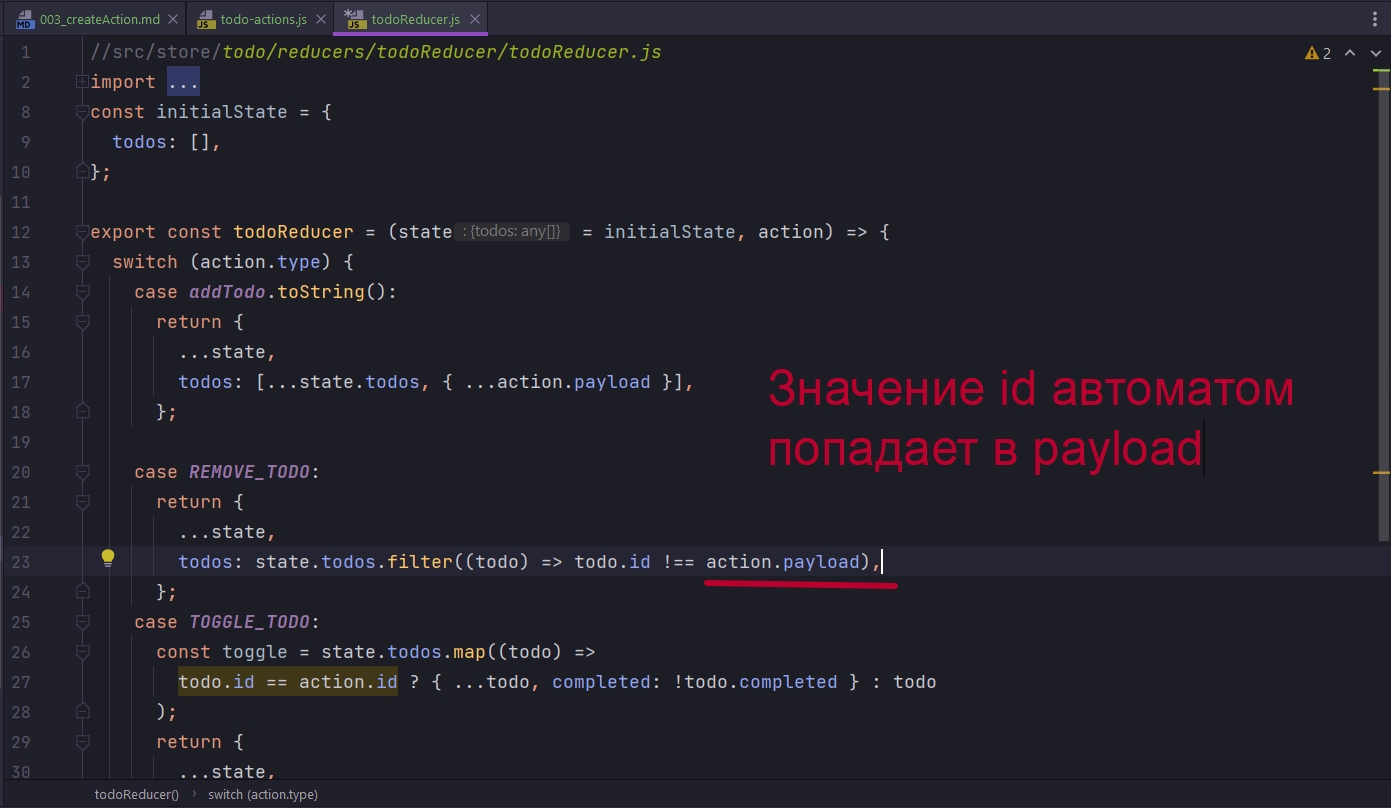 003_createAction.md
todo-actions.js
todoReducer.js
1 //src/store/todo/reducers/todoReducer/todoReducer.js
2 import ...
8 const initialState = {
9 todos: [],
10 };
11
12 export const todoReducer = (state : {todos: any[]} = initialState, action) => {
13 switch (action.type) {
14 case addTodo.toString():
15 return {
16 ...state,
17 todos: [...state.todos, { ...action.payload }],
18 };
19
20 case REMOVE_TODO:
21 return {
22 ...state,
23 todos: state.todos.filter((todo) => todo.id !== action.payload),
24 };
25 case TOGGLE_TODO:
26 const toggle = state.todos.map((todo) =>
27 todo.id == action.id ? { ...todo, completed: !todo.completed } : todo
28 );
29 return {
30 ...state,
2
Значение id автоматом
попадает в payload
todoReducer() › switch (action.type)
MD
JS
JS